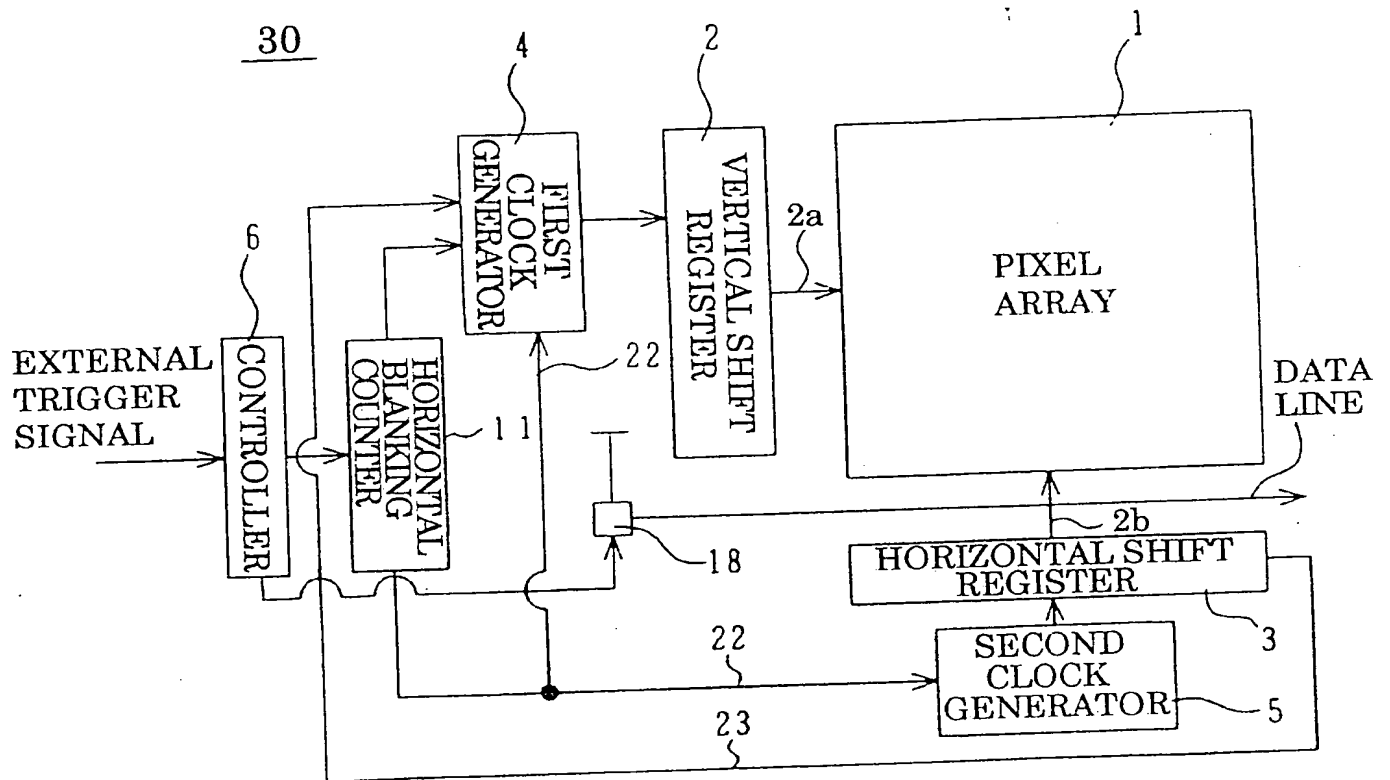 30
4
2
1
6
FIRST
CLOCK
GENERATOR
VERTICAL SHIFT
REGISTER
2a
PIXEL
ARRAY
EXTERNAL
TRIGGER
SIGNAL
CONTROLLER
HORIZONTAL
BLANKING
COUNTER
11
22
DATA
LINE
18
2b
HORIZONTAL SHIFT
REGISTER
3
22
SECOND
CLOCK
GENERATOR
5
23